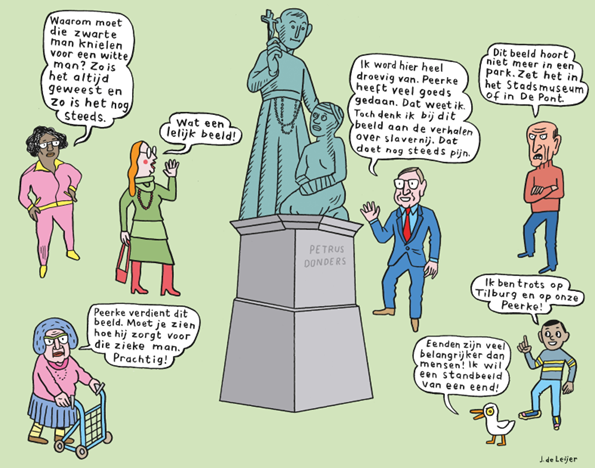 Waarom moet
die zwarte
man knielen
voor een witte
man? Zo is
het altijd
geweest en
zo is het nog
steeds.
Wat een
lelijk beeld!
Ik word hier heel
droevig van. Peerke
heeft veel goeds
gedaan. Dat weet ik.
Toch denk ik bij dit
beeld aan de verhalen
over slavernij. Dat
doet nog steeds pijn.
Dit beeld hoort
niet meer in een
park. Zet het in
het Stadsmuseum
of in De Pont.
PETRUS
DONDERS
Peerke verdient dit
beeld. Moet je zien
hoe hij zorgt voor
die zieke man.
Prachtig!
Ik ben trots op
Tilburg en op onze
Peerke!
Eenden zijn veel
belangrijker dan
mensen! Ik wil
een standbeeld
van een eend!
J. de Leijer